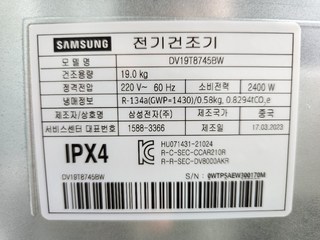 SAMSUNG 전기건조기
모 델 명 DV19T8745BW
건조용량 19.0 kg
정격전압 220 V~ 60 Hz 소비전력 2400 W
냉매정보 R-134a(GWP=1430)/0.58kg, 0.8294tCO₂e
제조자/상호명 삼성전자(주) 제조국가 중국
서비스센터 대표번호 1588-3366 제조일 17.03.2023
IPX4
HU071431-21024
R-C-SEC-CCAR210R
R-R-SEC-DV8000AKR
DV19T8745BW S/N: 0WTP5AEW300170M